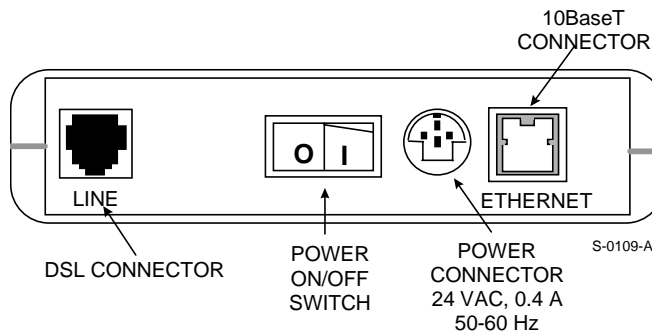 10BaseT
CONNECTOR
O I
LINE
ETHERNET
S-0109-A
DSL CONNECTOR
POWER
ON/OFF
SWITCH
POWER
CONNECTOR
24 VAC, 0.4 A
50-60 Hz